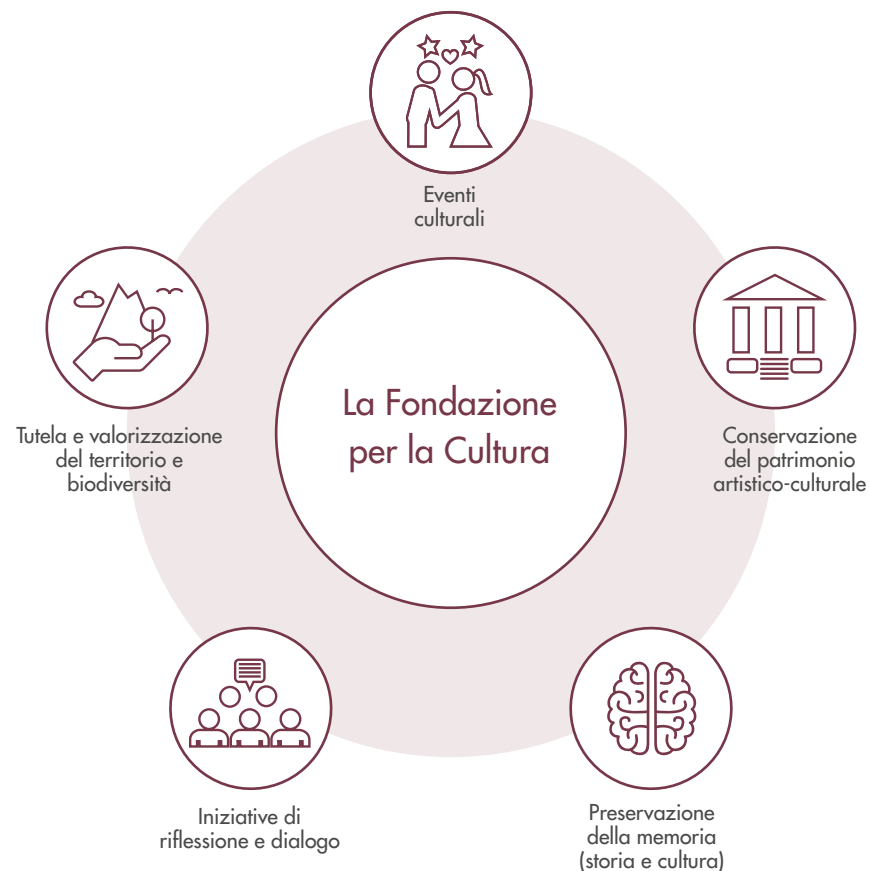 Eventi
culturali
Tutela e valorizzazione
del territorio e
biodiversità
La Fondazione
per la Cultura
Conservazione
del patrimonio
artistico-culturale
Iniziative di
riflessione e dialogo
Preservazione
della memoria
(storia e cultura)